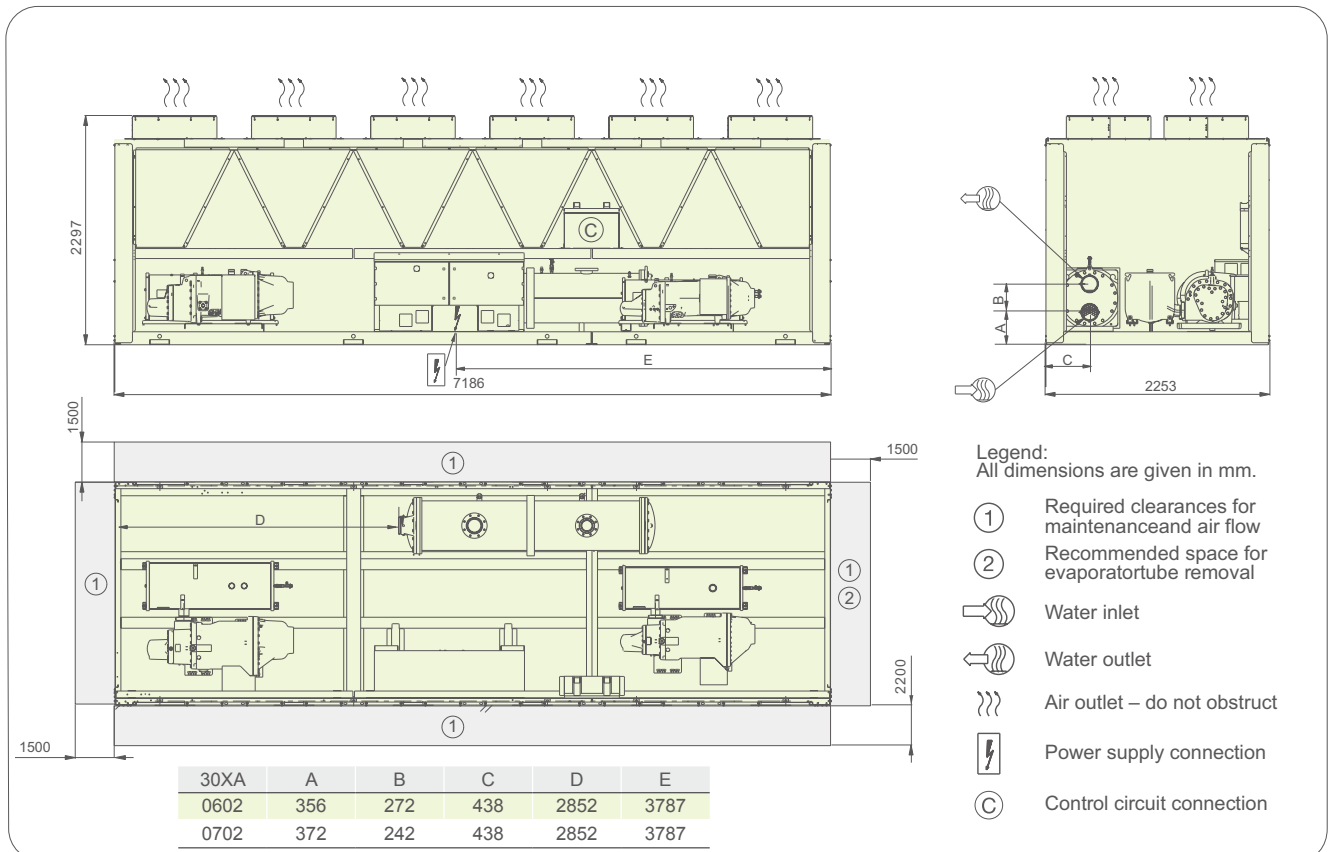 2297
C
E
7186
B
A
C
2253
1500
1
1500
D
1
1
2
2200
1
1500
Legend:
All dimensions are given in mm.
1 Required clearances for
maintenanceand air flow
2 Recommended space for
evaporatortube removal
Water inlet
Water outlet
Air outlet – do not obstruct
Power supply connection
C Control circuit connection
30XA A B C D E
0602 356 272 438 2852 3787
0702 372 242 438 2852 3787